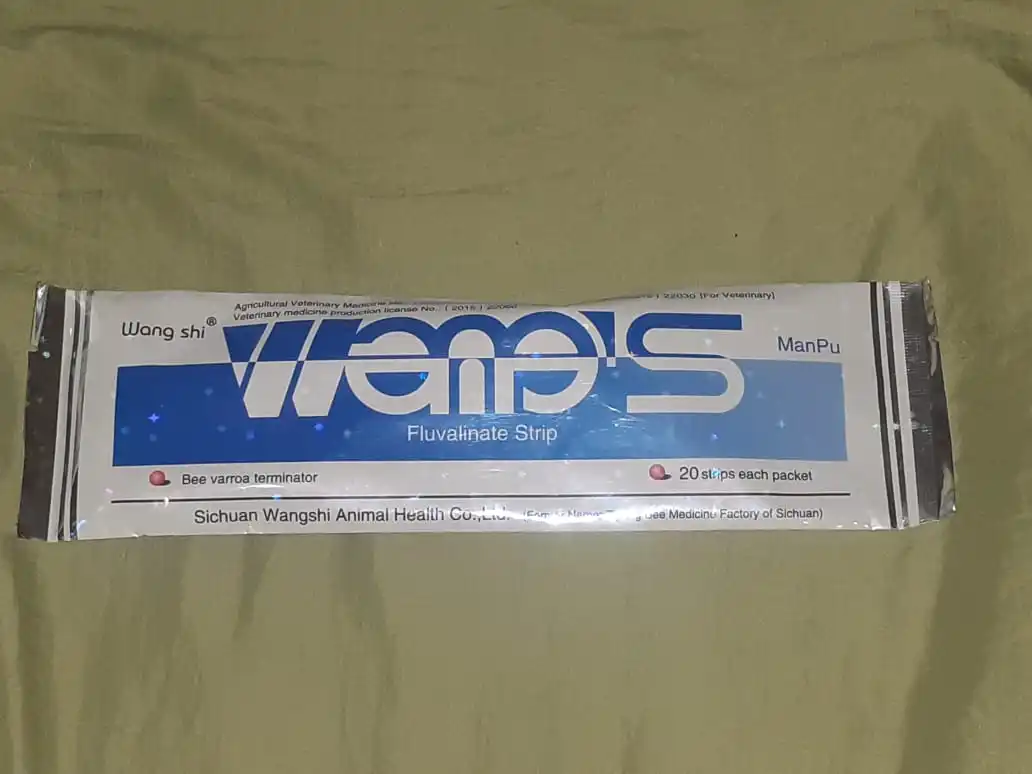 Agricultural Veterinary Medicine
22030 (For Veterinary)
Veterinary medicine production license No.: ( 2015 )
Wang shi®
Wang's
ManPu
Fluvalinate Strip
Bee varroa terminator
20 strips each packet
Sichuan Wangshi Animal Health Co.,Ltd. Bee Medicine Factory of Sichuan)